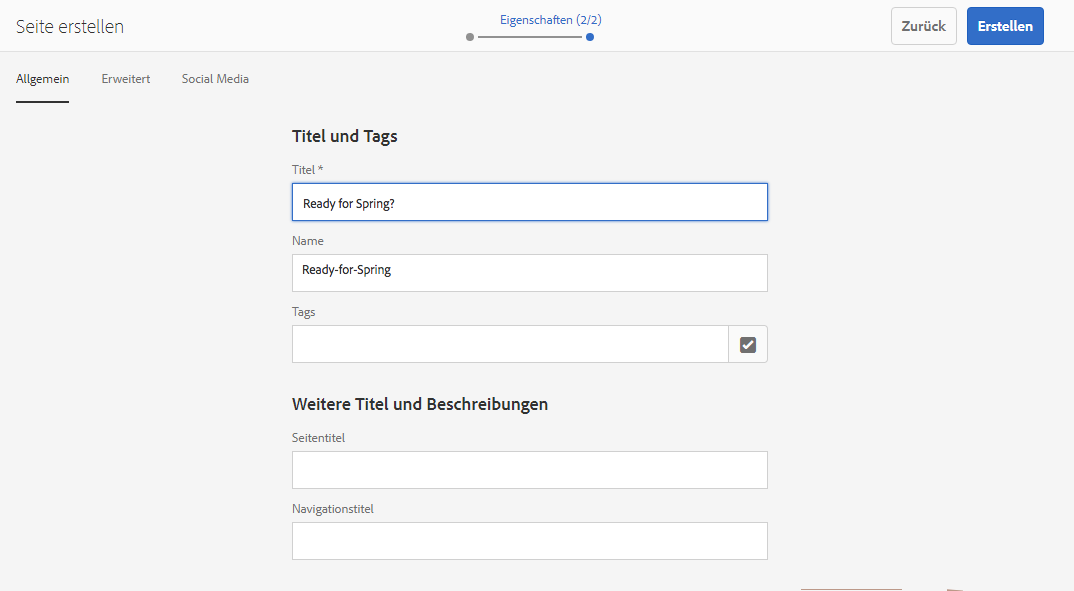 Seite erstellen
Eigenschaften (2/2)
Zurück
Erstellen
Allgemein
Erweitert
Social Media
Titel und Tags
Titel *
Ready for Spring?
Name
Ready-for-Spring
Tags
Weitere Titel und Beschreibungen
Seitentitel
Navigationstitel